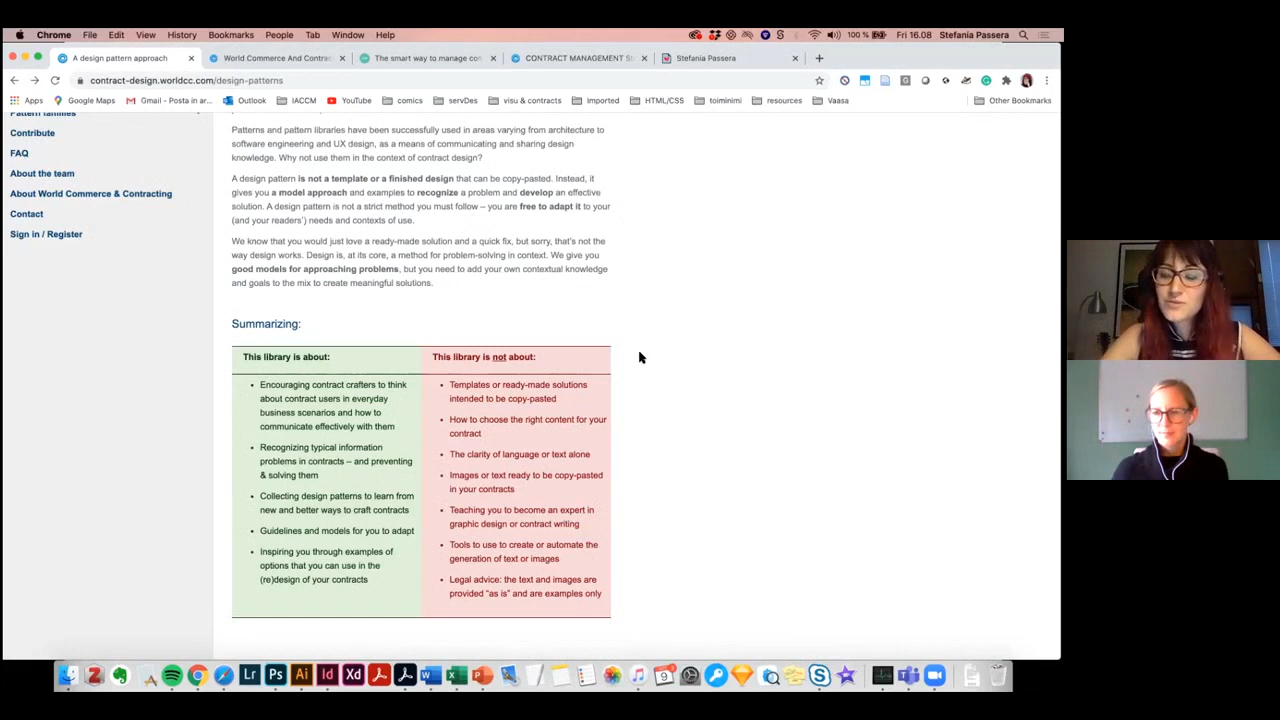 Chrome File Edit View History Bookmarks People Tab Window Help 100 % Fri 16.08 Stefania Passera
A design pattern approach
World Commerce And Contrac
The smart way to manage con
CONTRACT MANAGEMENT St
Stefania Passera
contract-design.worldcc.com/design-patterns
Apps Google Maps Gmail - Posta in ar... Outlook IACCM YouTube comics servDes visu & contracts Imported HTML/CSS toiminimi resources Vaasa Other Bookmarks
Pattern families
Contribute
FAQ
About the team
About World Commerce & Contracting
Contact
Sign in / Register
Patterns and pattern libraries have been successfully used in areas varying from architecture to
software engineering and UX design, as a means of communicating and sharing design
knowledge. Why not use them in the context of contract design?
A design pattern is not a template or a finished design that can be copy-pasted. Instead, it
gives you a model approach and examples to recognize a problem and develop an effective
solution. A design pattern is not a strict method you must follow – you are free to adapt it to your
(and your readers') needs and contexts of use.
We know that you would just love a ready-made solution and a quick fix, but sorry, that's not the
way design works. Design is, at its core, a method for problem-solving in context. We give you
good models for approaching problems, but you need to add your own contextual knowledge
and goals to the mix to create meaningful solutions.
Summarizing:
This library is about:
• Encouraging contract crafters to think
about contract users in everyday
business scenarios and how to
communicate effectively with them
• Recognizing typical information
problems in contracts – and preventing
& solving them
• Collecting design patterns to learn from
new and better ways to craft contracts
• Guidelines and models for you to adapt
• Inspiring you through examples of
options that you can use in the
(re)design of your contracts
This library is not about:
• Templates or ready-made solutions
intended to be copy-pasted
• How to choose the right content for your
contract
• The clarity of language or text alone
• Images or text ready to be copy-pasted
in your contracts
• Teaching you to become an expert in
graphic design or contract writing
• Tools to use to create or automate the
generation of text or images
• Legal advice: the text and images are
provided "as is" and are examples only
Lr Ps Ai Id Xd